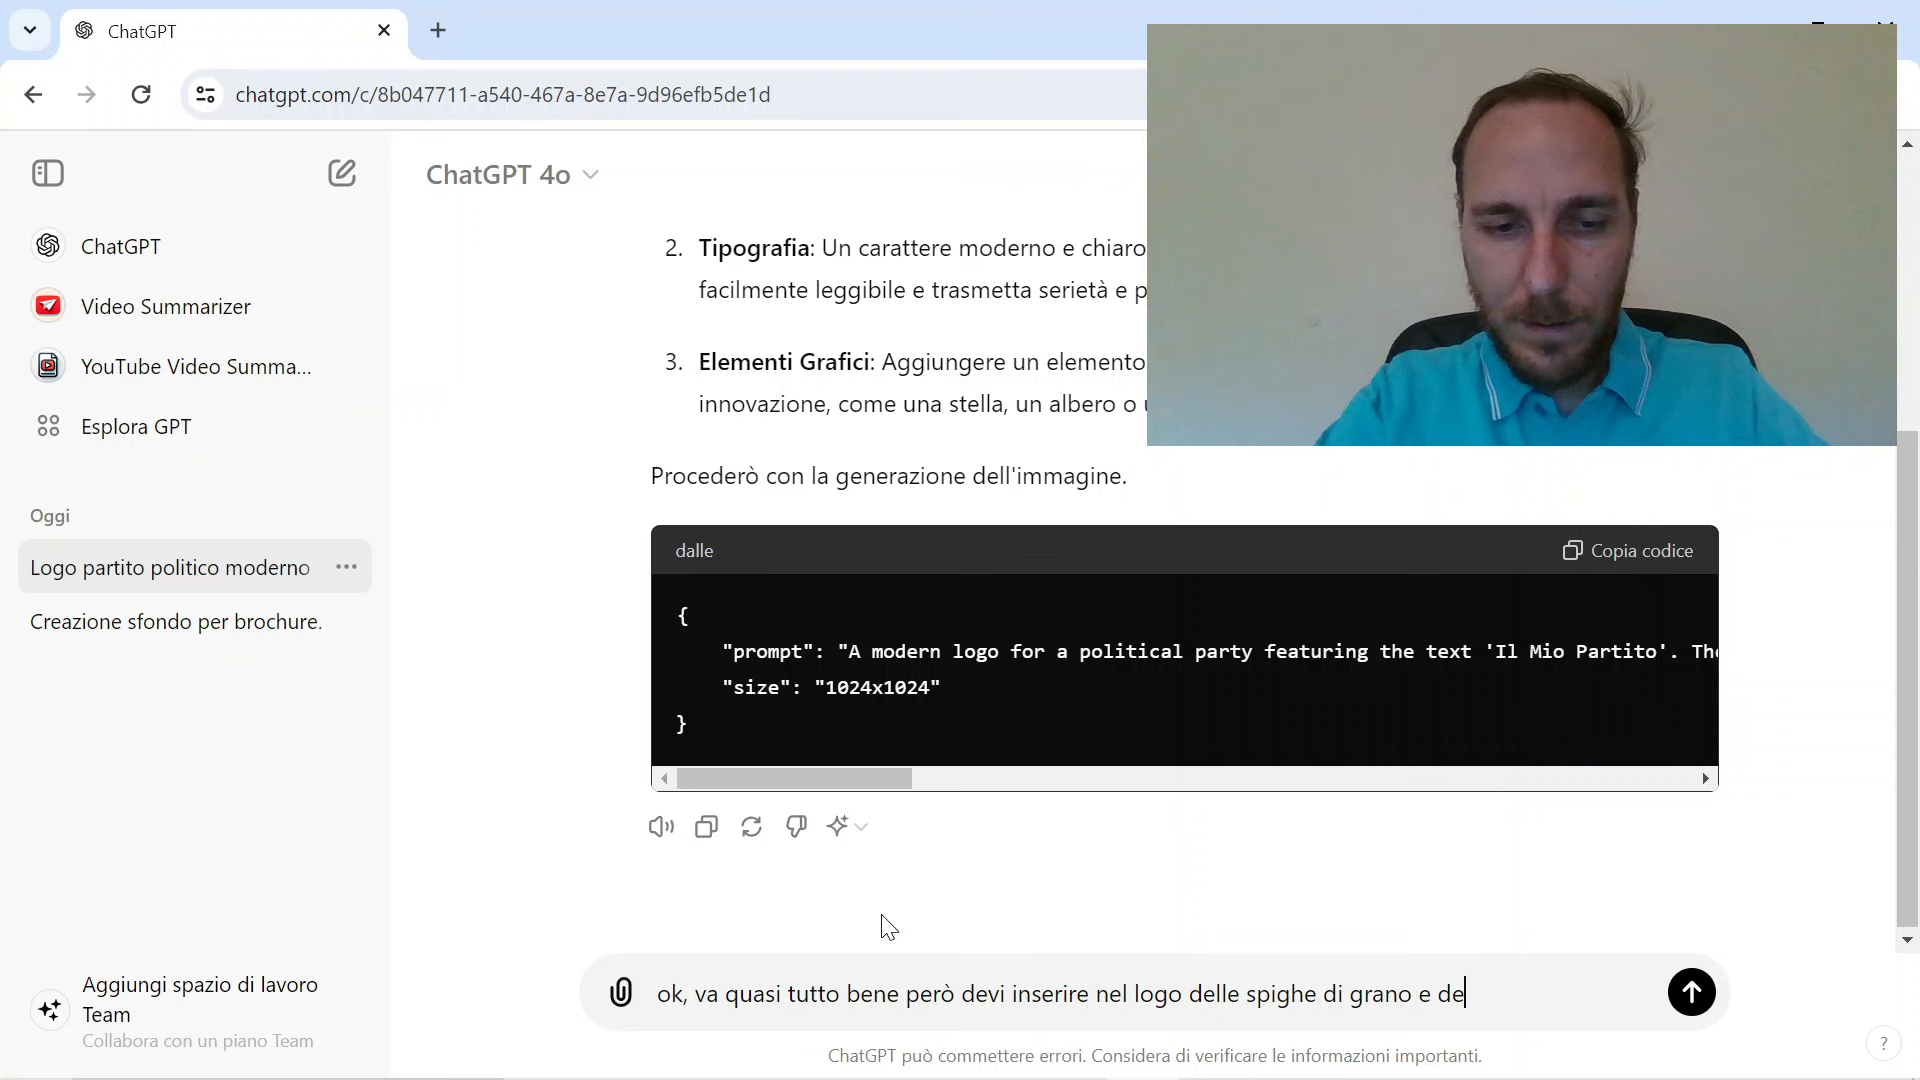 ChatGPT
chatgpt.com/c/8b047711-a540-467a-8e7a-9d96efb5de1d
ChatGPT 4o
ChatGPT
Video Summarizer
YouTube Video Summa...
Esplora GPT
Oggi
Logo partito politico moderno
Creazione sfondo per brochure.
Aggiungi spazio di lavoro
Team
Collabora con un piano Team
2. Tipografia: Un carattere moderno e chiaro
facilmente leggibile e trasmetta serietà e p
3. Elementi Grafici: Aggiungere un elemento
innovazione, come una stella, un albero o
Procederò con la generazione dell'immagine.
dalle
Copia codice
{
"prompt": "A modern logo for a political party featuring the text 'Il Mio Partito'. The
"size": "1024x1024"
}
ok, va quasi tutto bene però devi inserire nel logo delle spighe di grano e de
ChatGPT può commettere errori. Considera di verificare le informazioni importanti.
?